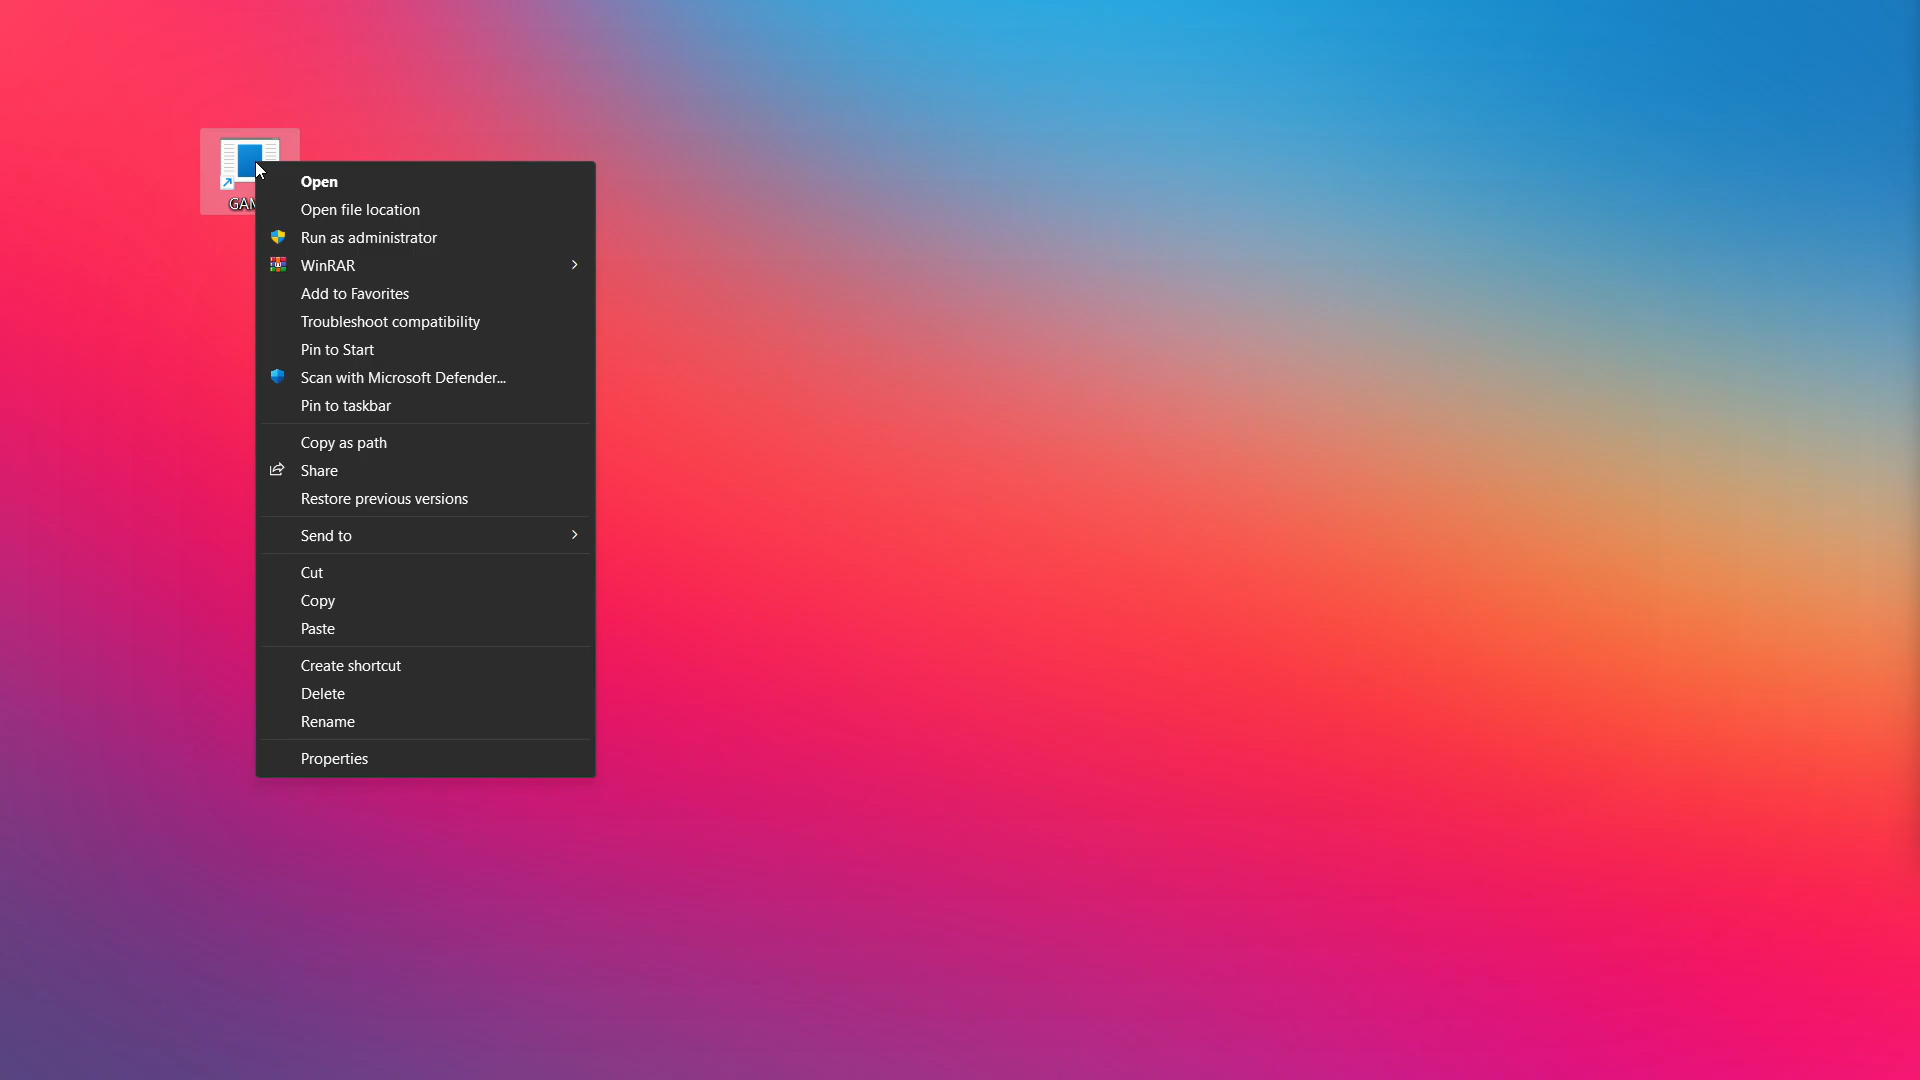 Open
Open file location
Run as administrator
WinRAR
Add to Favorites
Troubleshoot compatibility
Pin to Start
Scan with Microsoft Defender...
Pin to taskbar
Copy as path
Share
Restore previous versions
Send to
Cut
Copy
Paste
Create shortcut
Delete
Rename
Properties